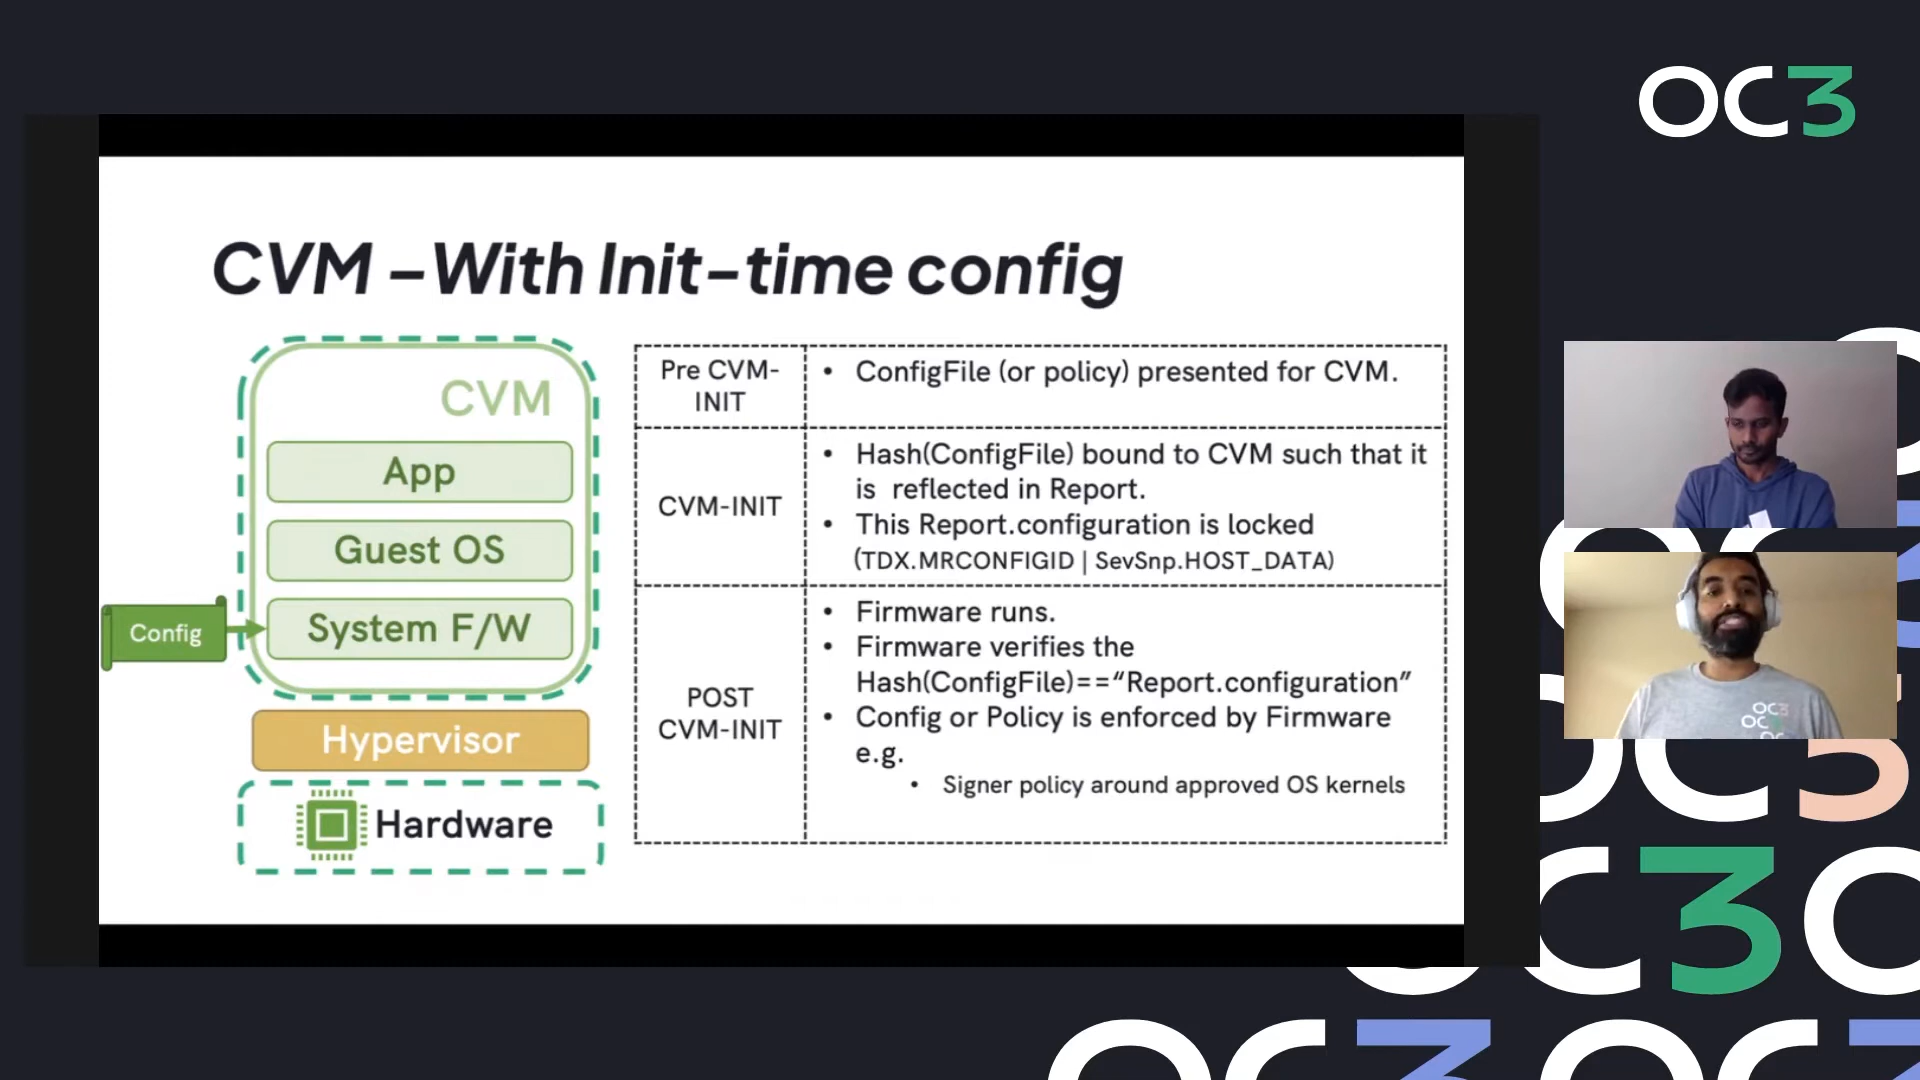 OC3
CVM –With Init-time config
CVM
App
Guest OS
System F/W
Config
Hypervisor
Hardware
Pre CVM-
INIT
• ConfigFile (or policy) presented for CVM.
CVM-INIT
• Hash(ConfigFile) bound to CVM such that it
is reflected in Report.
• This Report.configuration is locked
(TDX.MRCONFIGID | SevSnp.HOST_DATA)
POST
CVM-INIT
• Firmware runs.
• Firmware verifies the
Hash(ConfigFile)==“Report.configuration”
• Config or Policy is enforced by Firmware
e.g.
• Signer policy around approved OS kernels